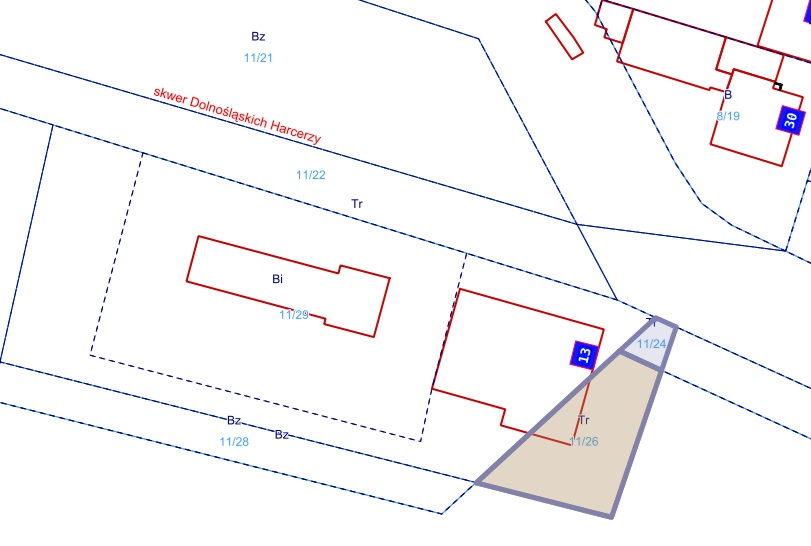 Bz
11/21
skwer Dolnośląskich Harcerzy
B
8/19
30
11/22
Tr
Bi
11/29
Tr
11/24
13
Bz
Bz
11/28
Tr
11/26